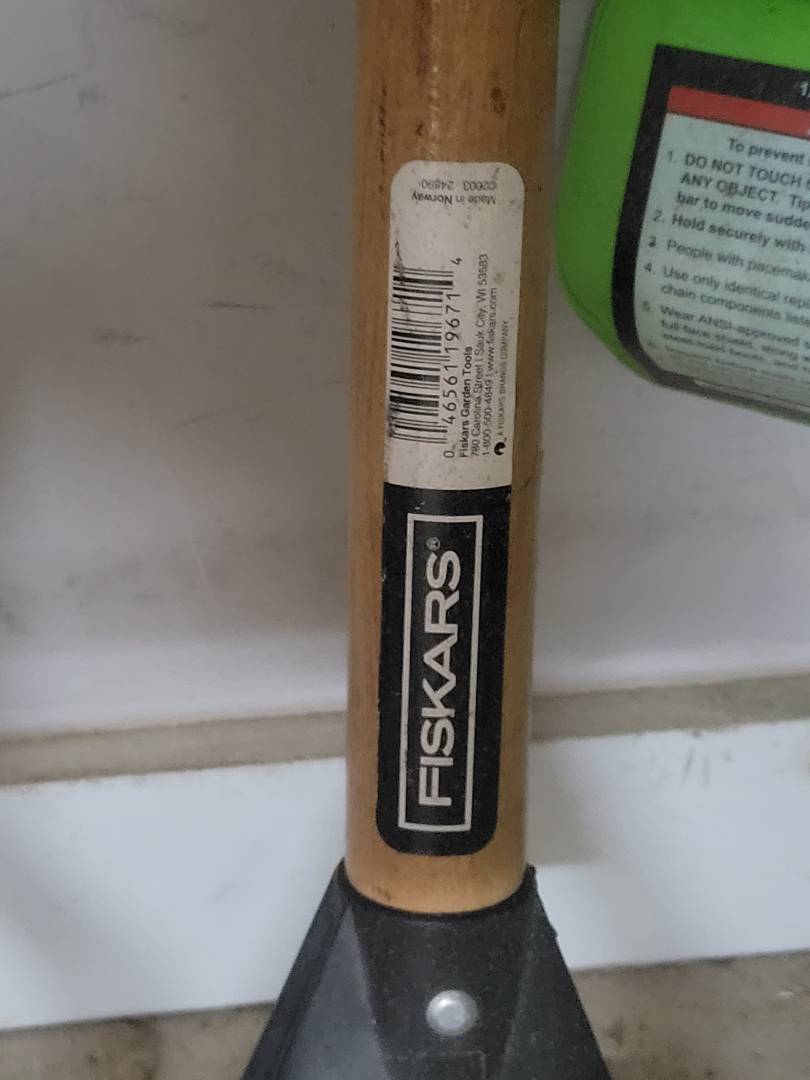 Made in Norway
©2003 24890-
0 46561 19671 4
Fiskars Garden Tools
780 Carolina Street | Sauk City, WI 53583
1-800-500-4849 | www.fiskars.com
A FISKARS BRANDS COMPANY
FISKARS®
To prevent
1. DO NOT TOUCH
ANY OBJECT. Tip
bar to move sudde
2. Hold securely with
3. People with pacemak
4. Use only identical repl
chain components lis
5. Wear ANSI-approved
full face shield, along